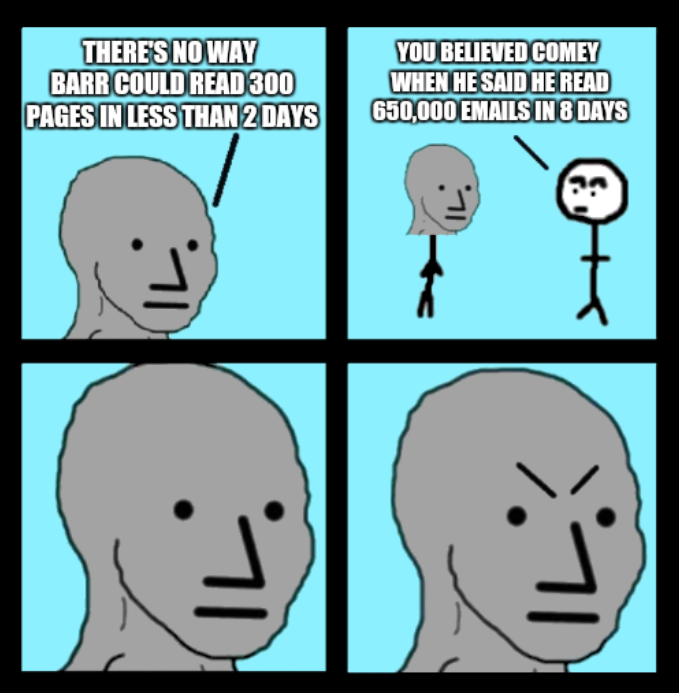 THERE'S NO WAY
BARR COULD READ 300
PAGES IN LESS THAN 2 DAYS
YOU BELIEVED COMEY
WHEN HE SAID HE READ
650,000 EMAILS IN 8 DAYS